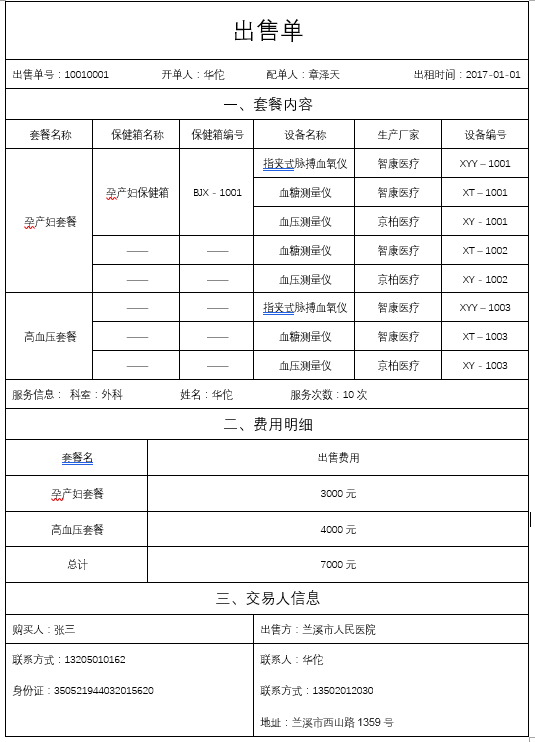 出售单
出售单号：10010001 开单人：华佗 配单人：章泽天 出租时间：2017-01-01
一、套餐内容
套餐名称 保健箱名称 保健箱编号 设备名称 生产厂家 设备编号
孕产妇套餐 孕产妇保健箱 BJX - 1001 指夹式脉搏血氧仪 智康医疗 XYY – 1001
血糖测量仪 智康医疗 XT – 1001
血压测量仪 京柏医疗 XY - 1001
—— —— 血糖测量仪 智康医疗 XT – 1002
—— —— 血压测量仪 京柏医疗 XY - 1002
高血压套餐 —— —— 指夹式脉搏血氧仪 智康医疗 XYY – 1003
—— —— 血糖测量仪 智康医疗 XT – 1003
—— —— 血压测量仪 京柏医疗 XY - 1003
服务信息： 科室：外科 姓名：华佗 服务次数：10 次
二、费用明细
套餐名 出售费用
孕产妇套餐 3000 元
高血压套餐 4000 元
总计 7000 元
三、交易人信息
购买人：张三 出售方：兰溪市人民医院
联系方式：13205010162 联系人：华佗
身份证：350521944032015620 联系方式：13502012030
地址：兰溪市西山路 1359 号